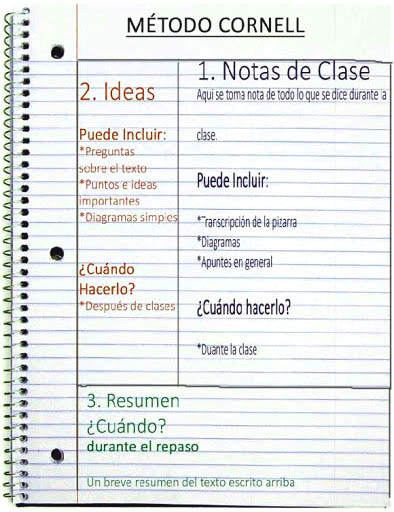 MÉTODO CORNELL
2. Ideas
Puede Incluir:
*Preguntas
sobre el texto
*Puntos e ideas
importantes
*Diagramas simples
¿Cuándo
Hacerlo?
*Después de clases
1. Notas de Clase
Aqui se toma nota de todo lo que se dice durante la
clase.
Puede Incluir:
*Transcripción de la pizarra
*Diagramas
*Apuntes en general
¿Cuándo hacerlo?
*Duante la clase
3. Resumen
¿Cuándo?
durante el repaso
Un breve resumen del texto escrito arriba